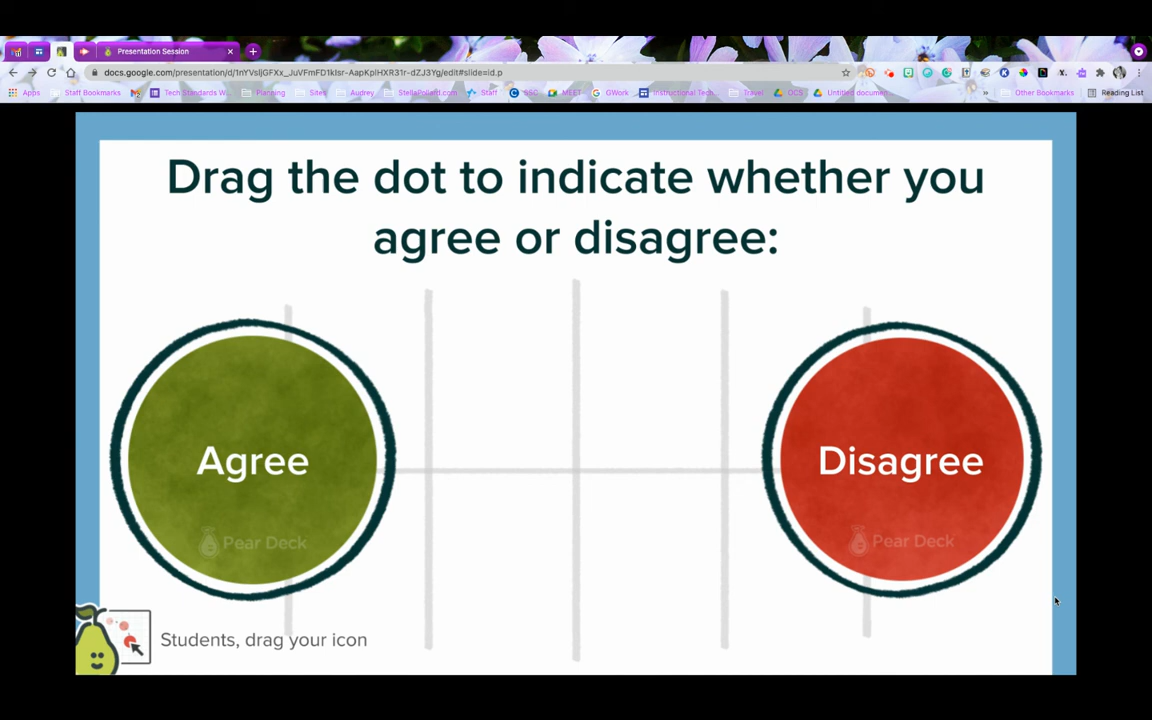 Presentation Session
docs.google.com/presentation/d/1nYVsljGFXx_JuVFmFD1kIsr-AapKplHXR31r-dZJ3Yg/edit#slide=id.p
Apps Staff Bookmarks Tech Standards W... Planning Sites Audrey StellaPollard.com Staff SSC MEET GWork Instructional Tech... Travel OCS Untitled documen... » Other Bookmarks Reading List
Drag the dot to indicate whether you
agree or disagree:
Agree
Disagree
Pear Deck
Pear Deck
Students, drag your icon